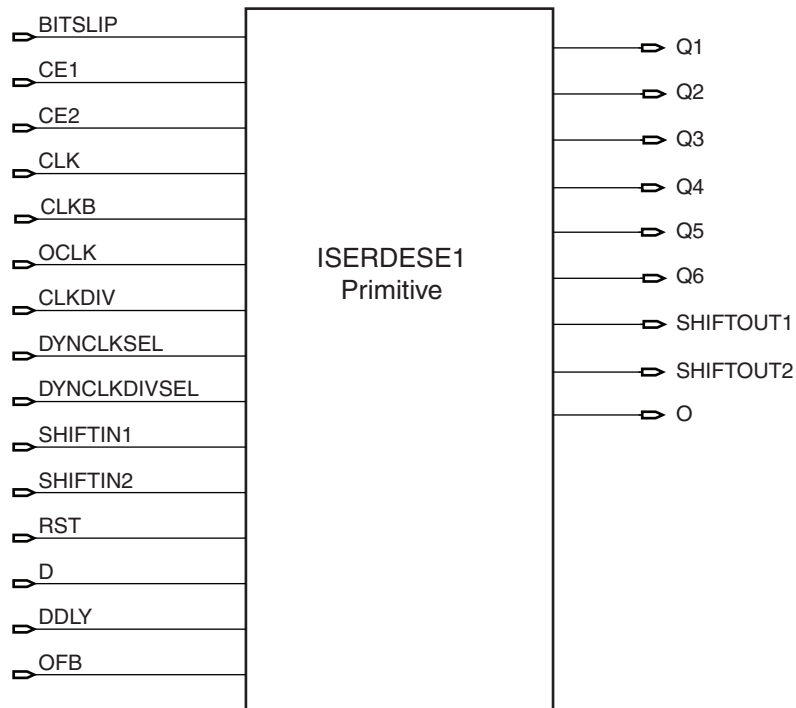 BITSLIP
CE1
CE2
CLK
CLKB
OCLK
CLKDIV
DYNCLKSEL
DYNCLKDIVSEL
SHIFTIN1
SHIFTIN2
RST
D
DDLY
OFB
ISERDESE1
Primitive
Q1
Q2
Q3
Q4
Q5
Q6
SHIFTOUT1
SHIFTOUT2
O